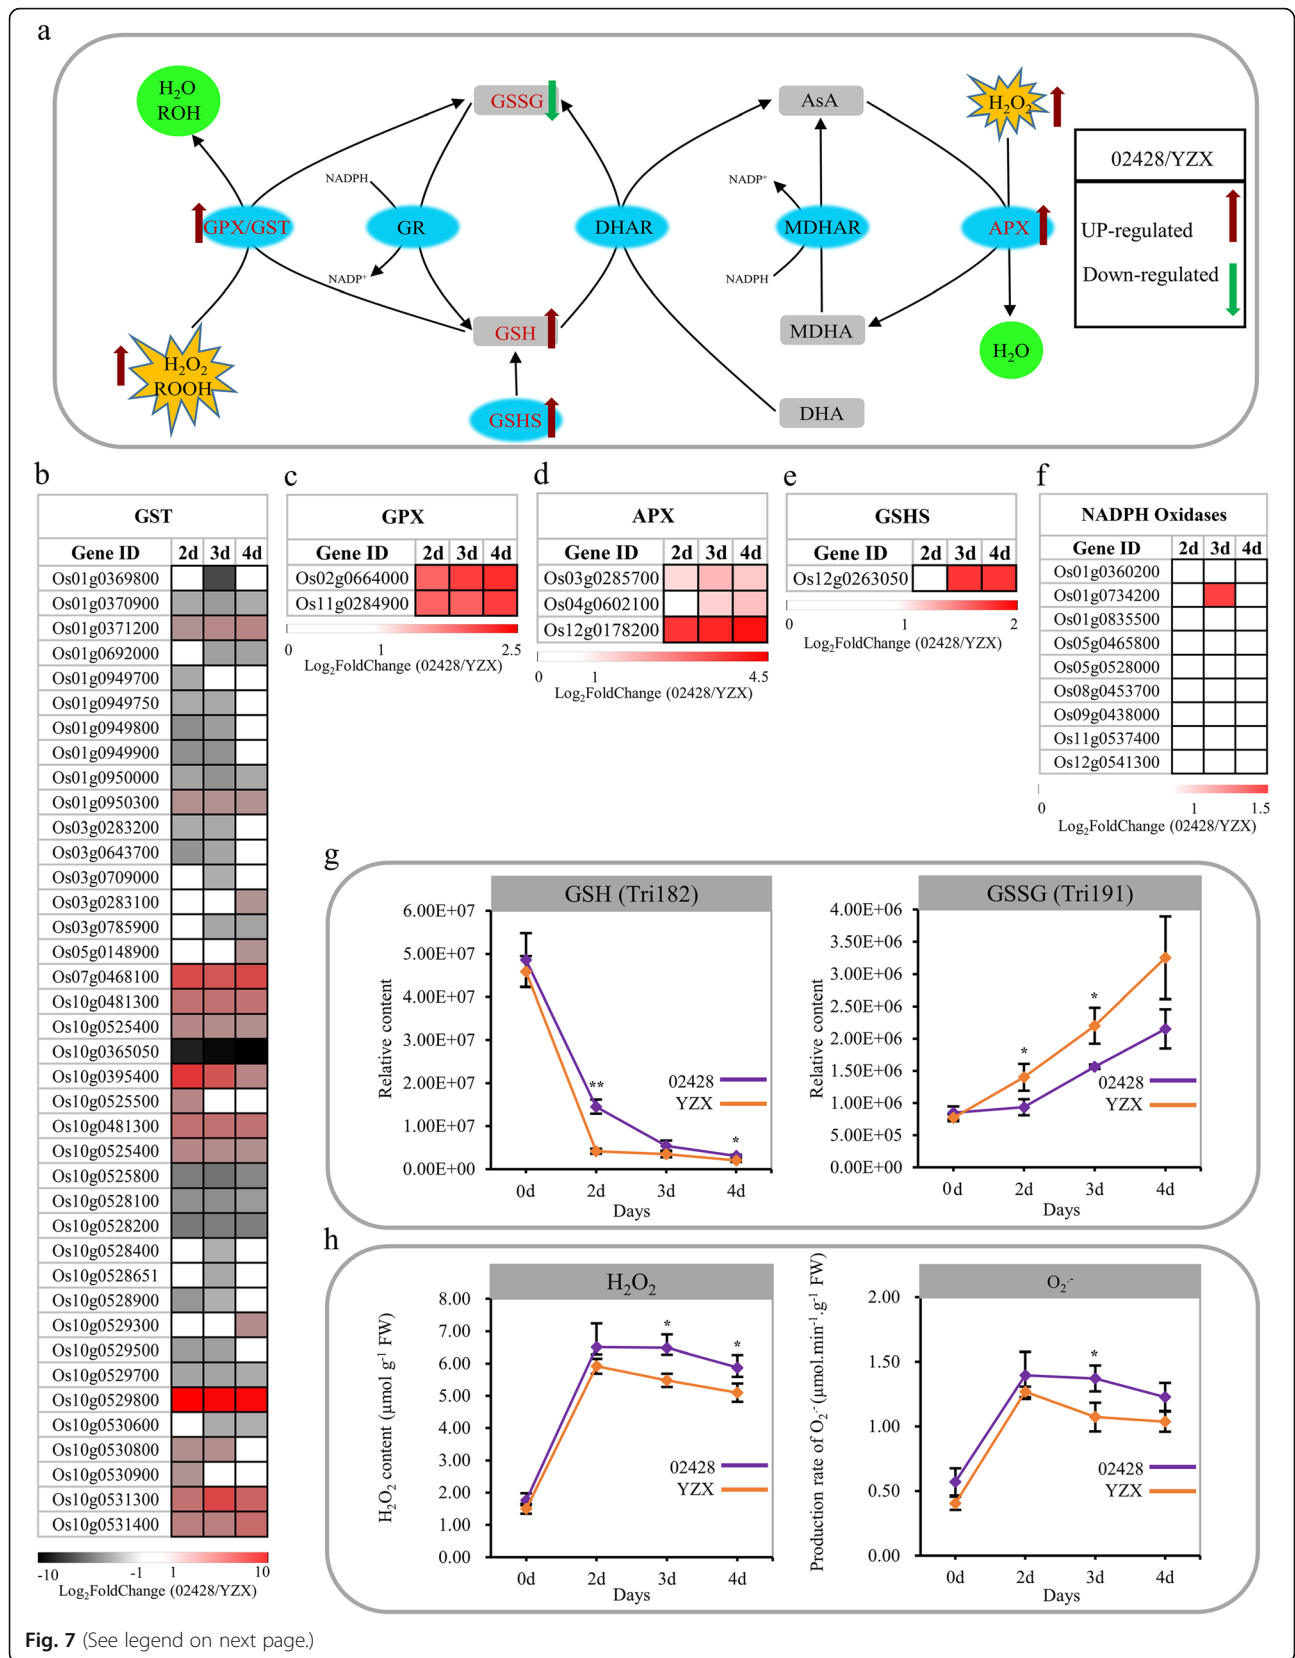 a
H₂O
ROH
GSSG
AsA
H₂O₂
02428/YZX
UP-regulated
Down-regulated
NADPH
NADP⁺
GPX/GST
GR
DHAR
MDHAR
APX
NADP⁺
NADPH
GSH
MDHA
H₂O
H₂O₂
ROOH
GSHS
DHA
b
GST
Gene ID 2d 3d 4d
Os01g0369800
Os01g0370900
Os01g0371200
Os01g0692000
Os01g0949700
Os01g0949750
Os01g0949800
Os01g0949900
Os01g0950000
Os01g0950300
Os03g0283200
Os03g0643700
Os03g0709000
Os03g0283100
Os03g0785900
Os05g0148900
Os07g0468100
Os10g0481300
Os10g0525400
Os10g0365050
Os10g0395400
Os10g0525500
Os10g0481300
Os10g0525400
Os10g0525800
Os10g0528100
Os10g0528200
Os10g0528400
Os10g0528651
Os10g0528900
Os10g0529300
Os10g0529500
Os10g0529700
Os10g0529800
Os10g0530600
Os10g0530800
Os10g0530900
Os10g0531300
Os10g0531400
-10 -1 1 10
Log₂FoldChange (02428/YZX)
c
GPX
Gene ID 2d 3d 4d
Os02g0664000
Os11g0284900
0 1 2.5
Log₂FoldChange (02428/YZX)
d
APX
Gene ID 2d 3d 4d
Os03g0285700
Os04g0602100
Os12g0178200
0 1 4.5
Log₂FoldChange (02428/YZX)
e
GSHS
Gene ID 2d 3d 4d
Os12g0263050
0 1 2
Log₂FoldChange (02428/YZX)
f
NADPH Oxidases
Gene ID 2d 3d 4d
Os01g0360200
Os01g0734200
Os01g0835500
Os05g0465800
Os05g0528000
Os08g0453700
Os09g0438000
Os11g0537400
Os12g0541300
0 1 1.5
Log₂FoldChange (02428/YZX)
g
GSH (Tri182)
Relative content
6.00E+07
5.00E+07
4.00E+07
3.00E+07
2.00E+07
1.00E+07
0.00E+00
**
*
02428
YZX
0d 2d 3d 4d
Days
GSSG (Tri191)
Relative content
4.00E+06
3.50E+06
3.00E+06
2.50E+06
2.00E+06
1.50E+06
1.00E+06
5.00E+05
0.00E+00
*
*
02428
YZX
0d 2d 3d 4d
Days
h
H₂O₂
H₂O₂ content (μmol g⁻¹ FW)
8.00
7.00
6.00
5.00
4.00
3.00
2.00
1.00
0.00
*
*
02428
YZX
0d 2d 3d 4d
Days
O₂·⁻
Production rate of O₂·⁻ (μmol.min⁻¹.g⁻¹ FW)
2.00
1.50
1.00
0.50
0.00
*
02428
YZX
0d 2d 3d 4d
Days
Fig. 7 (See legend on next page.)